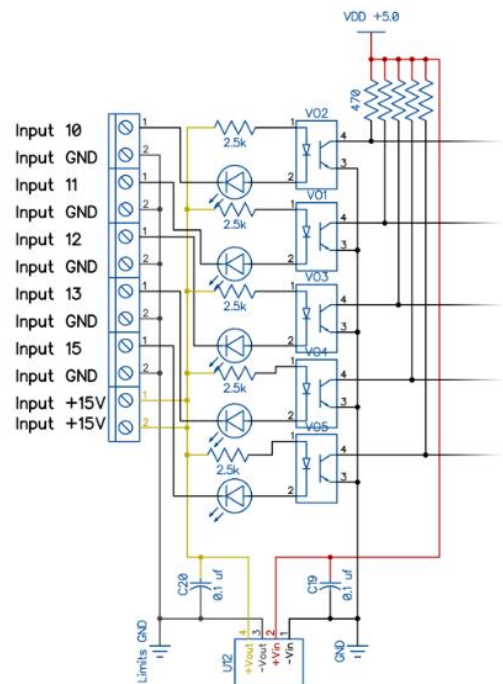 VDD +5.0
470
Input 10
Input GND
Input 11
Input GND
Input 12
Input GND
Input 13
Input GND
Input 15
Input GND
Input +15V
Input +15V
1
2
1
2
1
2
1
2
1
2
1
2
2.5k
VO2
1
2
4
3
2.5k
VO1
1
2
4
3
2.5k
VO3
1
2
4
3
2.5k
VO4
1
2
4
3
2.5k
VO5
1
2
4
3
C20
0.1 uf
C19
0.1 uf
Limits GND
GND
4
3
2
1
U12
+Vout
-Vout
+Vin
-Vin